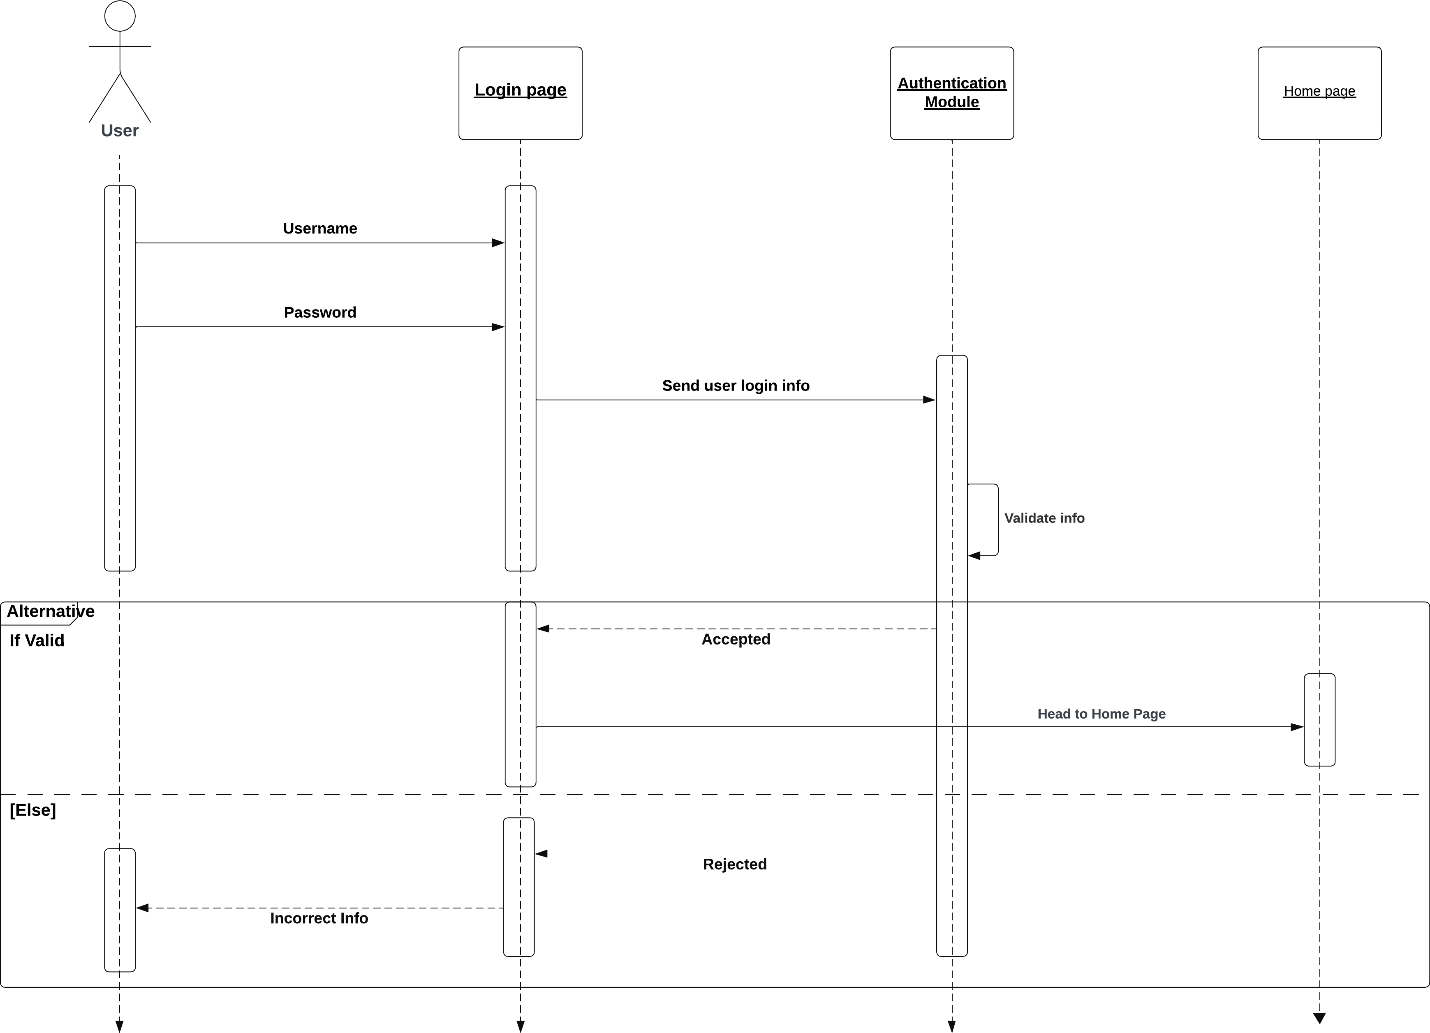 User
Login page
Authentication
Module
Home page
Username
Password
Send user login info
Validate info
Alternative
If Valid
Accepted
Head to Home Page
[Else]
Rejected
Incorrect Info